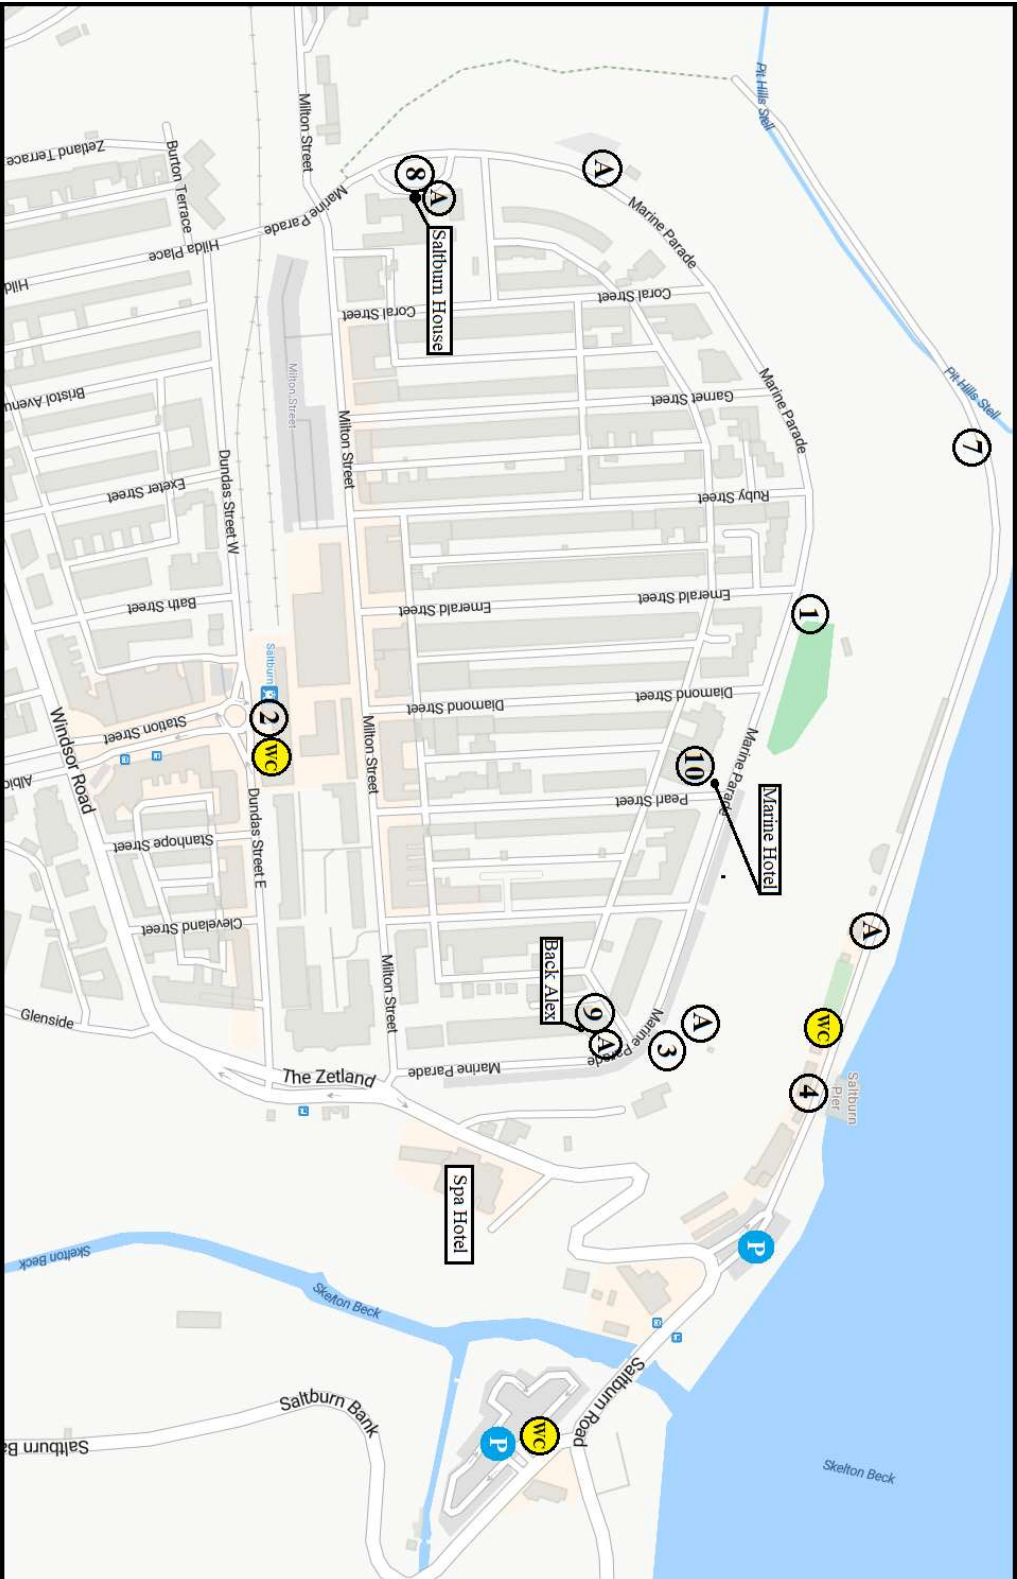 Pit Hills Stell
Pit Hills Stell
7
A
WC
Saltburn
Pier
4
Skelton Beck
A
Marine Parade
Marine Parade
Coral Street
Garnet Street
Ruby Street
1
Emerald Street
Diamond Street
Marine Parade
Marine Hotel
10
Pearl Street
A
3
Marine Parade
P
8
A
Saltburn House
Back Alex
9
A
Marine Parade
Saltburn Road
WC
P
Spa Hotel
Milton Street
Marine Parade
Coral Street
Milton Street
Emerald Street
Diamond Street
Milton Street
Milton Street
The Zetland
Skelton Beck
Saltburn Bank
Milton Street
Saltburn
2
WC
Burton Terrace
Hilda Place
Dundas Street W
Exeter Street
Bath Street
Station Street
Dundas Street E
Stanhope Street
Cleveland Street
Zetland Terrace
Hild
Bristol Avenu
Windsor Road
Albio
Glenside
Skelton Beck
Saltburn Ba